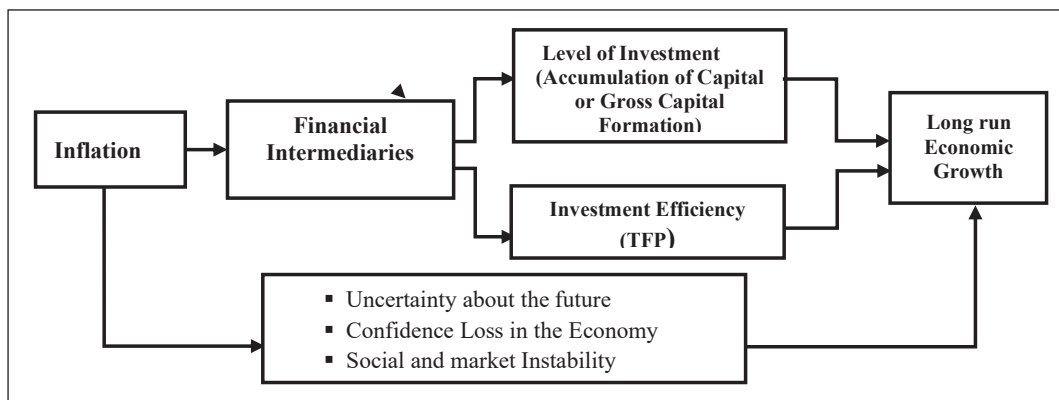 Inflation
Financial
Intermediaries
Level of Investment
(Accumulation of Capital
or Gross Capital
Formation)
Investment Efficiency
(TFP)
Long run
Economic
Growth
▪ Uncertainty about the future
▪ Confidence Loss in the Economy
▪ Social and market Instability